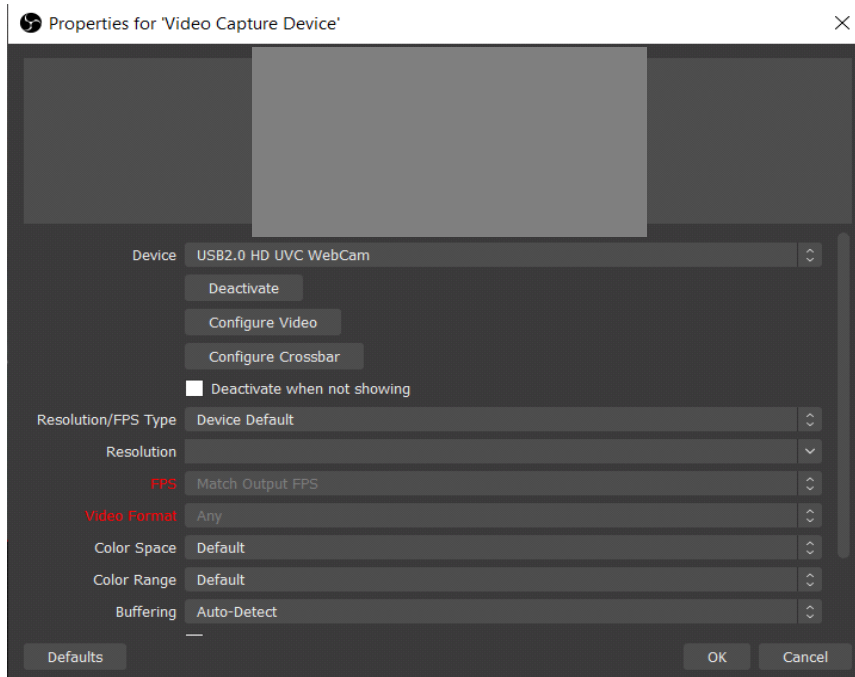 Properties for 'Video Capture Device'
Device USB2.0 HD UVC WebCam
Deactivate
Configure Video
Configure Crossbar
Deactivate when not showing
Resolution/FPS Type Device Default
Resolution
FPS Match Output FPS
Video Format Any
Color Space Default
Color Range Default
Buffering Auto-Detect
Defaults OK Cancel